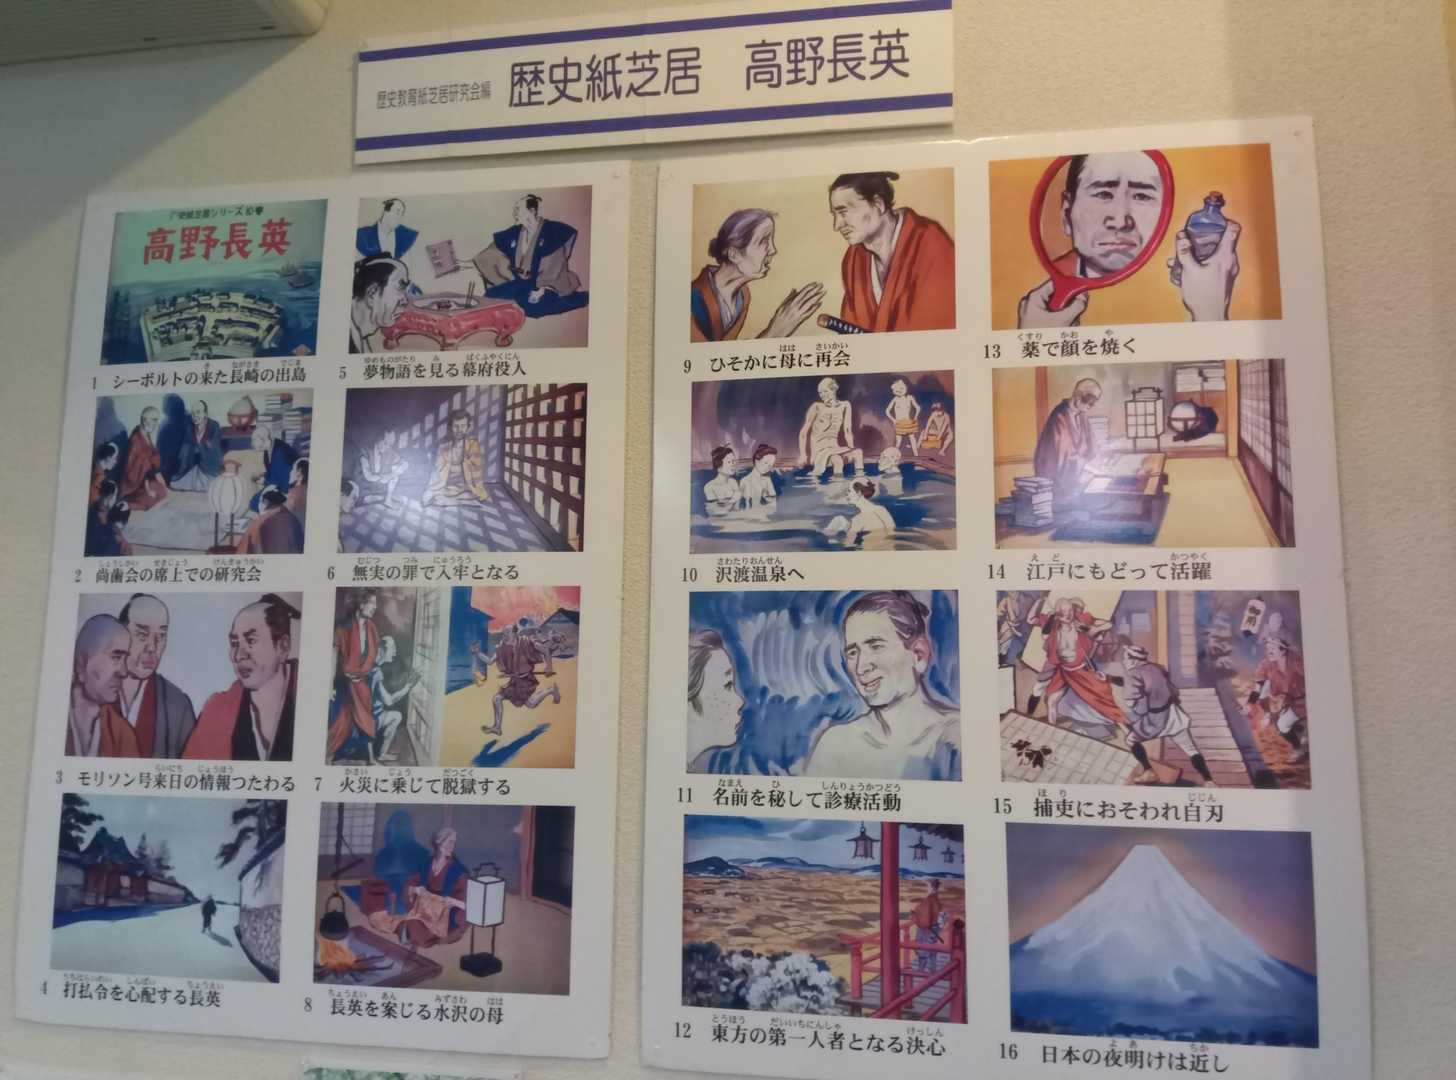 歴史教育紙芝居研究会編 歴史紙芝居 高野長英
高野長英
1 シーボルトの来た長崎の出島
2 尚歯会の席上での研究会
3 モリソン号来日の情報つたわる
4 打払令を心配する長英
5 夢物語を見る幕府役人
6 無実の罪で入牢となる
7 火災に乗じて脱獄する
8 長英を案じる水沢の母
9 ひそかに母に再会
10 沢渡温泉へ
11 名前を秘して診療活動
12 東方の第一人者となる決心
13 薬で顔を焼く
14 江戸にもどって活躍
15 捕吏におそわれ自刃
16 日本の夜明けは近し